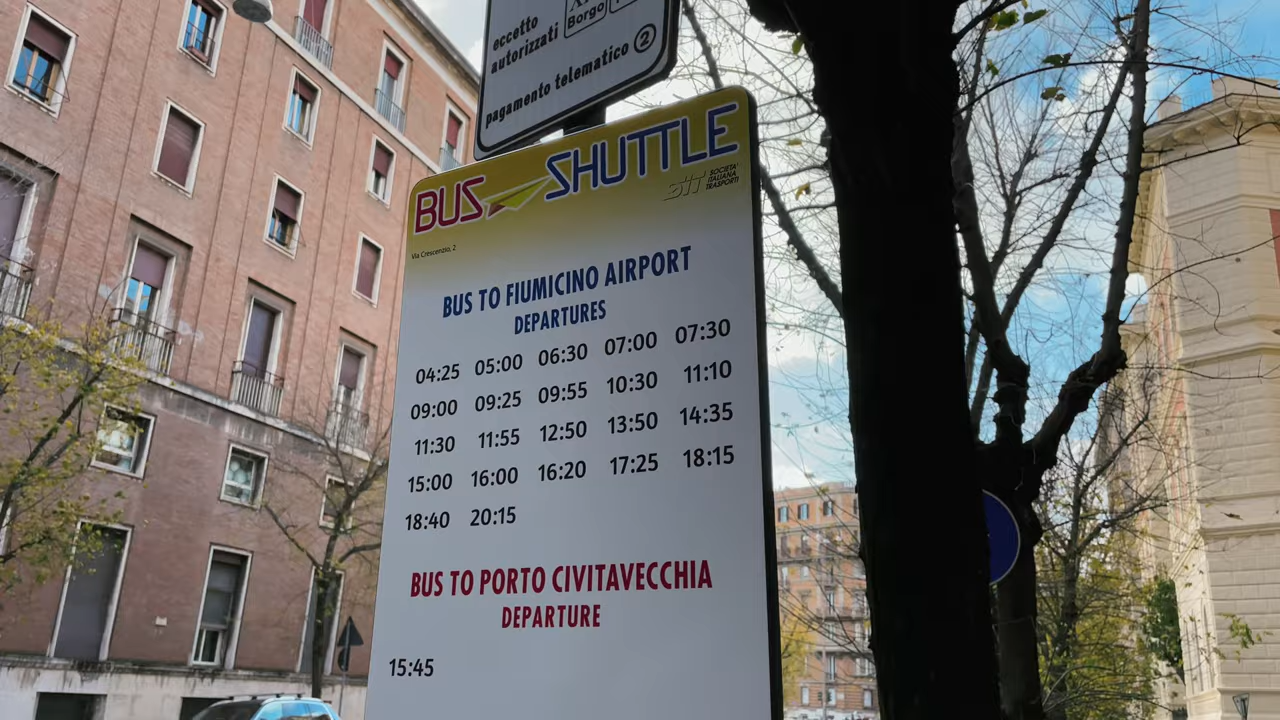 eccetto
autorizzati
Borgo
pagamento telematico 2
BUS SHUTTLE
SIT SOCIETA'
ITALIANA
TRASPORTI
Via Crescenzio, 2
BUS TO FIUMICINO AIRPORT
DEPARTURES
04:25 05:00 06:30 07:00 07:30
09:00 09:25 09:55 10:30 11:10
11:30 11:55 12:50 13:50 14:35
15:00 16:00 16:20 17:25 18:15
18:40 20:15
BUS TO PORTO CIVITAVECCHIA
DEPARTURE
15:45